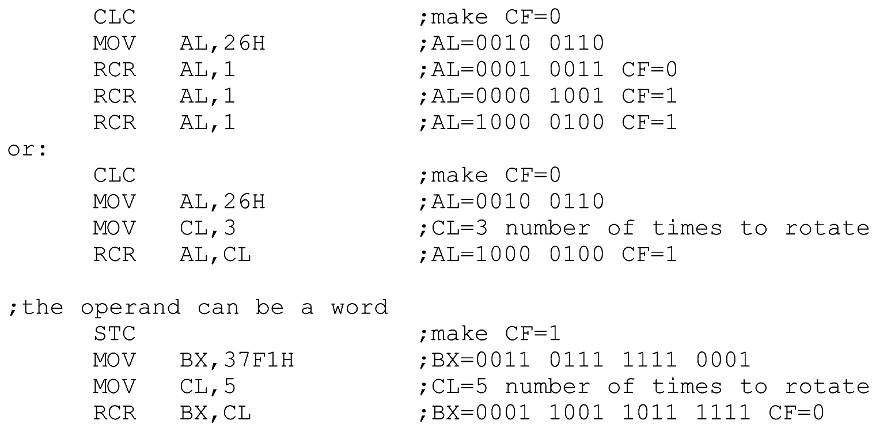 CLC ;make CF=0
MOV AL,26H ;AL=0010 0110
RCR AL,1 ;AL=0001 0011 CF=0
RCR AL,1 ;AL=0000 1001 CF=1
RCR AL,1 ;AL=1000 0100 CF=1
or:
CLC ;make CF=0
MOV AL,26H ;AL=0010 0110
MOV CL,3 ;CL=3 number of times to rotate
RCR AL,CL ;AL=1000 0100 CF=1
;the operand can be a word
STC ;make CF=1
MOV BX,37F1H ;BX=0011 0111 1111 0001
MOV CL,5 ;CL=5 number of times to rotate
RCR BX,CL ;BX=0001 1001 1011 1111 CF=0